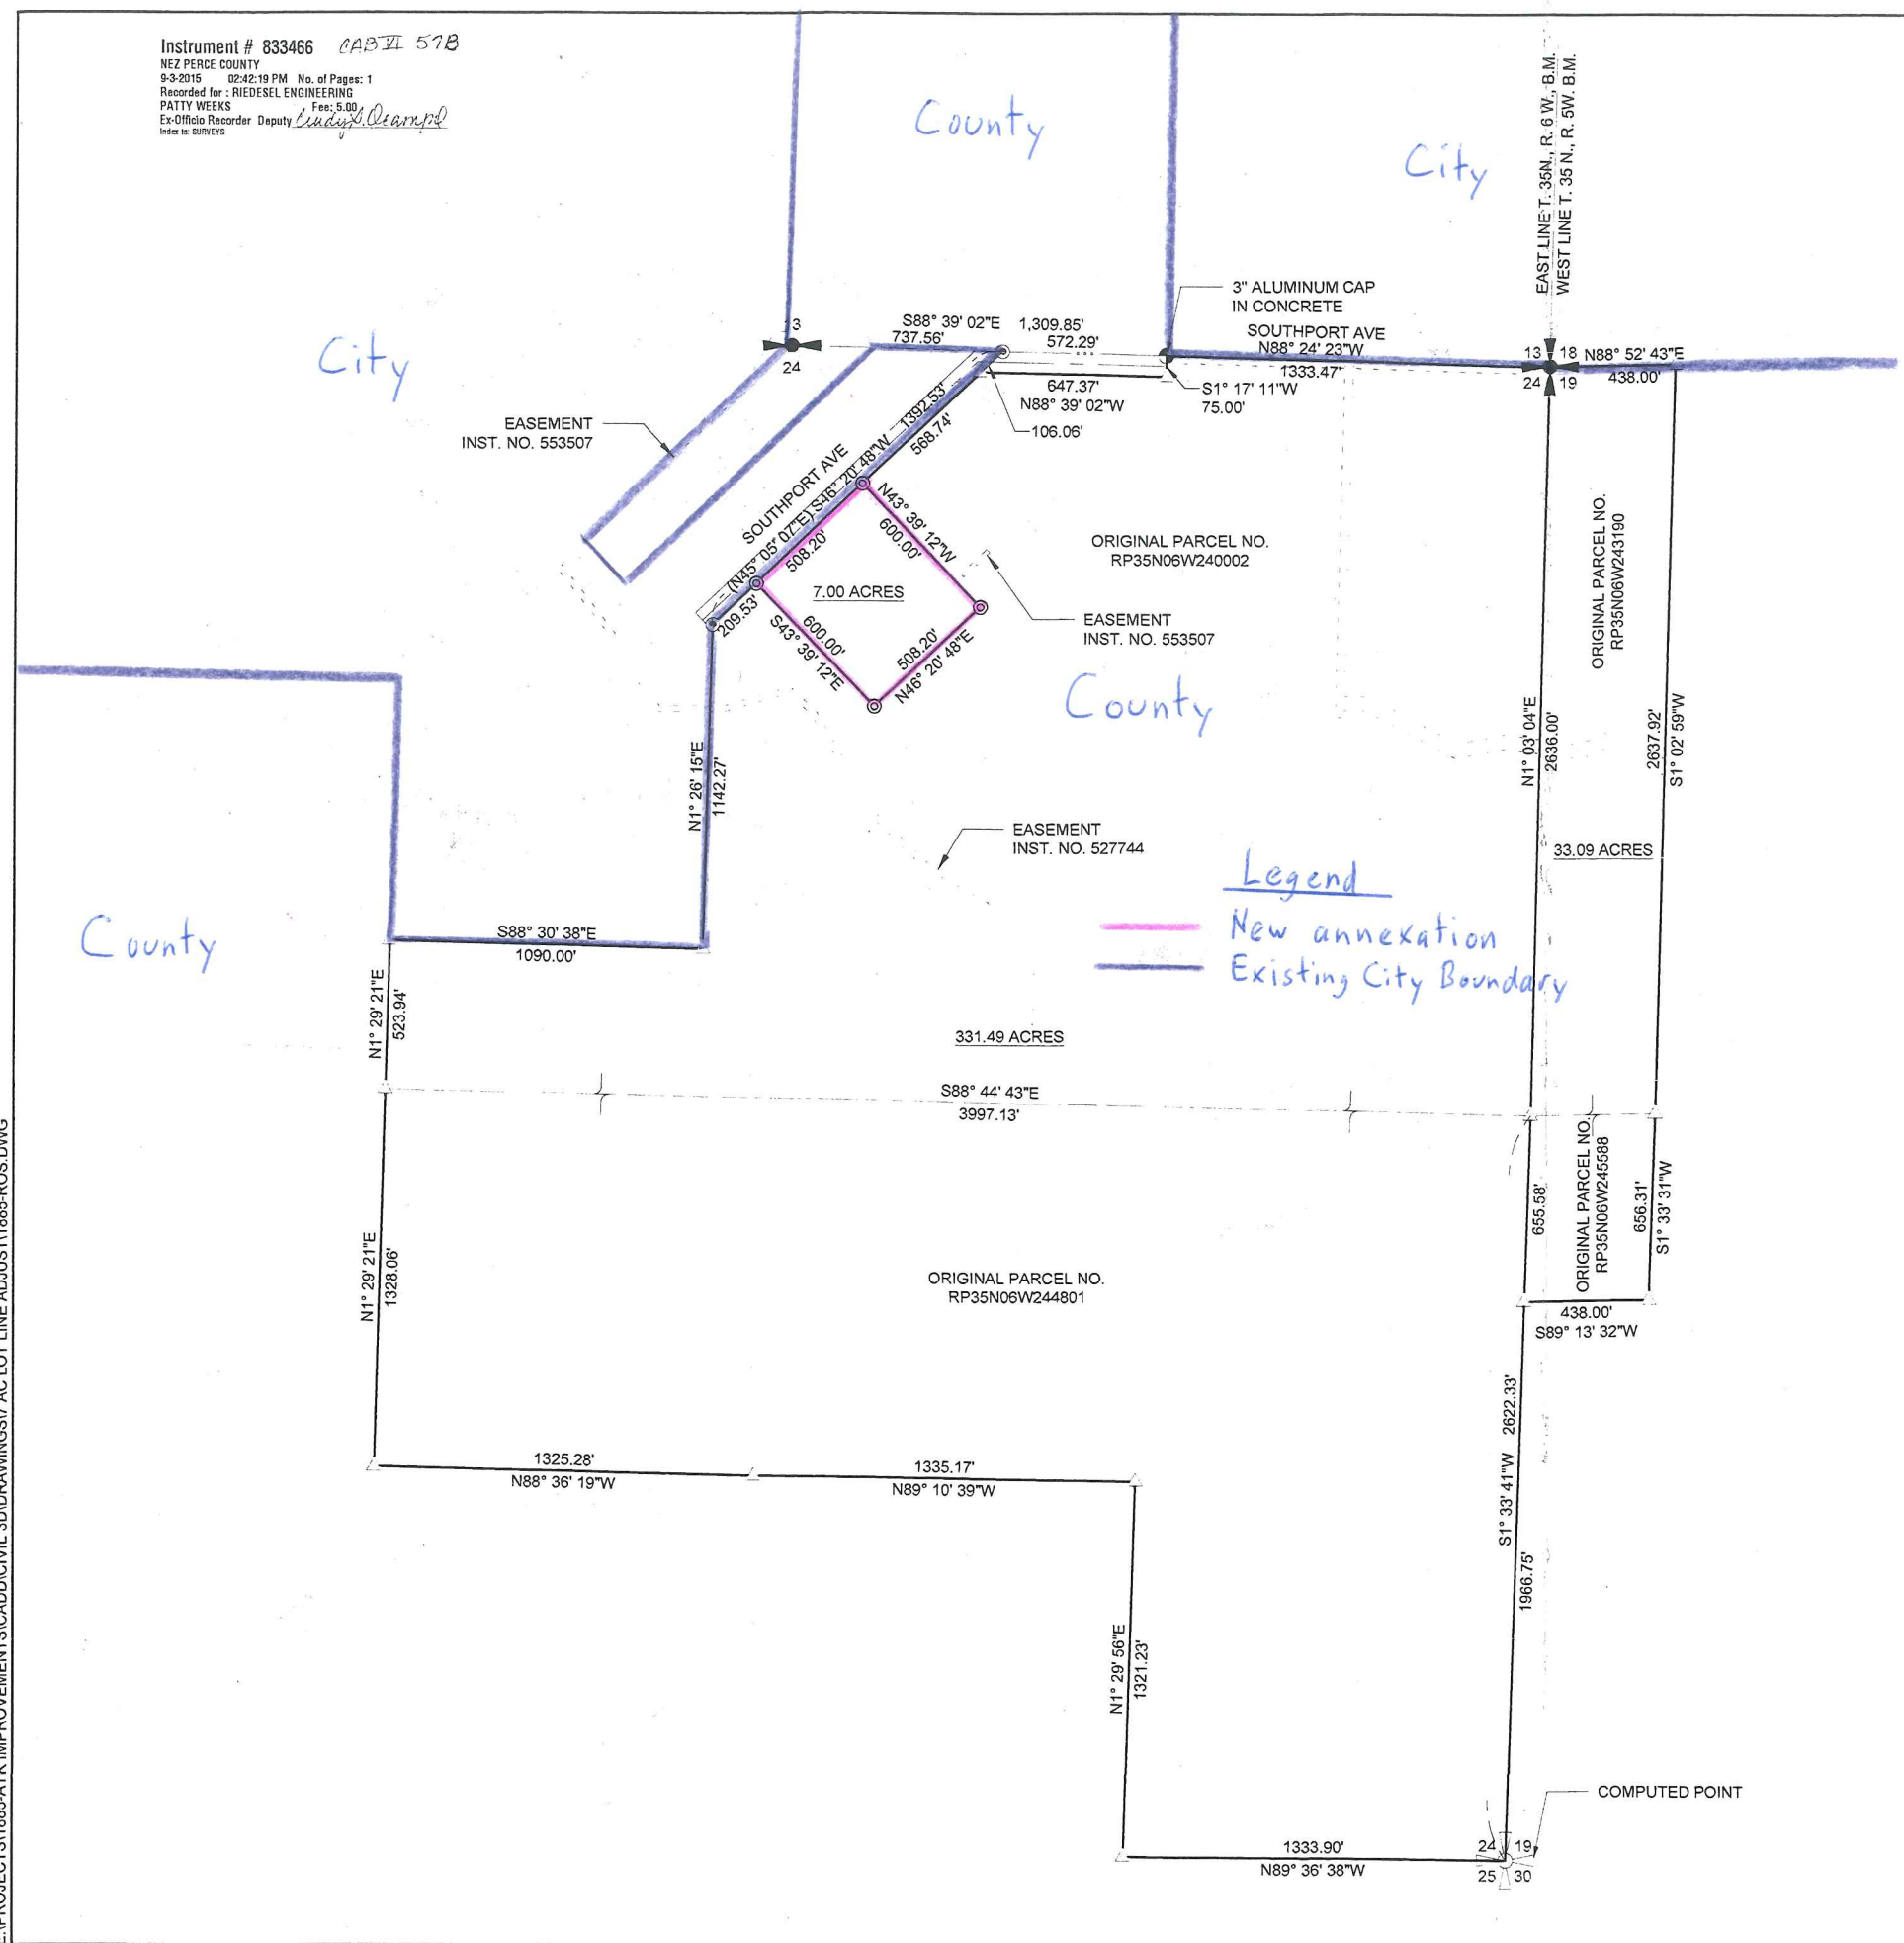 Instrument # 833466 CAB VI 57B
NEZ PERCE COUNTY
9-3-2015 02:42:19 PM No. of Pages: 1
Recorded for : RIEDESEL ENGINEERING
PATTY WEEKS Fee: 5.00
Ex-Officio Recorder Deputy
Index to: SURVEYS
County
City
EAST LINE T. 35N., R. 6 W., B.M.
WEST LINE T. 35 N., R. 5W. B.M.
3" ALUMINUM CAP
IN CONCRETE
City
13
24
S88° 39' 02"E 1,309.85'
737.56' 572.29'
SOUTHPORT AVE
N88° 24' 23"W
1333.47'
13 18
24 19
N88° 52' 43"E
438.00'
647.37'
N88° 39' 02"W
S1° 17' 11"W
75.00'
106.06'
EASEMENT
INST. NO. 553507
SOUTHPORT AVE
(N45° 05' 07"E) S46° 20' 48"W 1392.53'
568.74'
508.20'
209.53'
N43° 39' 12"W
600.00'
7.00 ACRES
600.00'
S43° 39' 12"E
508.20'
N46° 20' 48"E
ORIGINAL PARCEL NO.
RP35N06W240002
EASEMENT
INST. NO. 553507
County
ORIGINAL PARCEL NO.
RP35N06W243190
N1° 03' 04"E
2636.00'
2637.92'
S1° 02' 59"W
33.09 ACRES
N1° 26' 15"E
1142.27'
EASEMENT
INST. NO. 527744
Legend
New annexation
Existing City Boundary
County
S88° 30' 38"E
1090.00'
N1° 29' 21"E
523.94'
331.49 ACRES
S88° 44' 43"E
3997.13'
655.58'
ORIGINAL PARCEL NO.
RP35N06W245588
656.31'
S1° 33' 31"W
438.00'
S89° 13' 32"W
N1° 29' 21"E
1328.06'
ORIGINAL PARCEL NO.
RP35N06W244801
1325.28'
N88° 36' 19"W
1335.17'
N89° 10' 39"W
S1° 33' 41"W 2622.33'
1966.75'
N1° 29' 56"E
1321.23'
COMPUTED POINT
1333.90'
N89° 36' 38"W
24 19
25 30